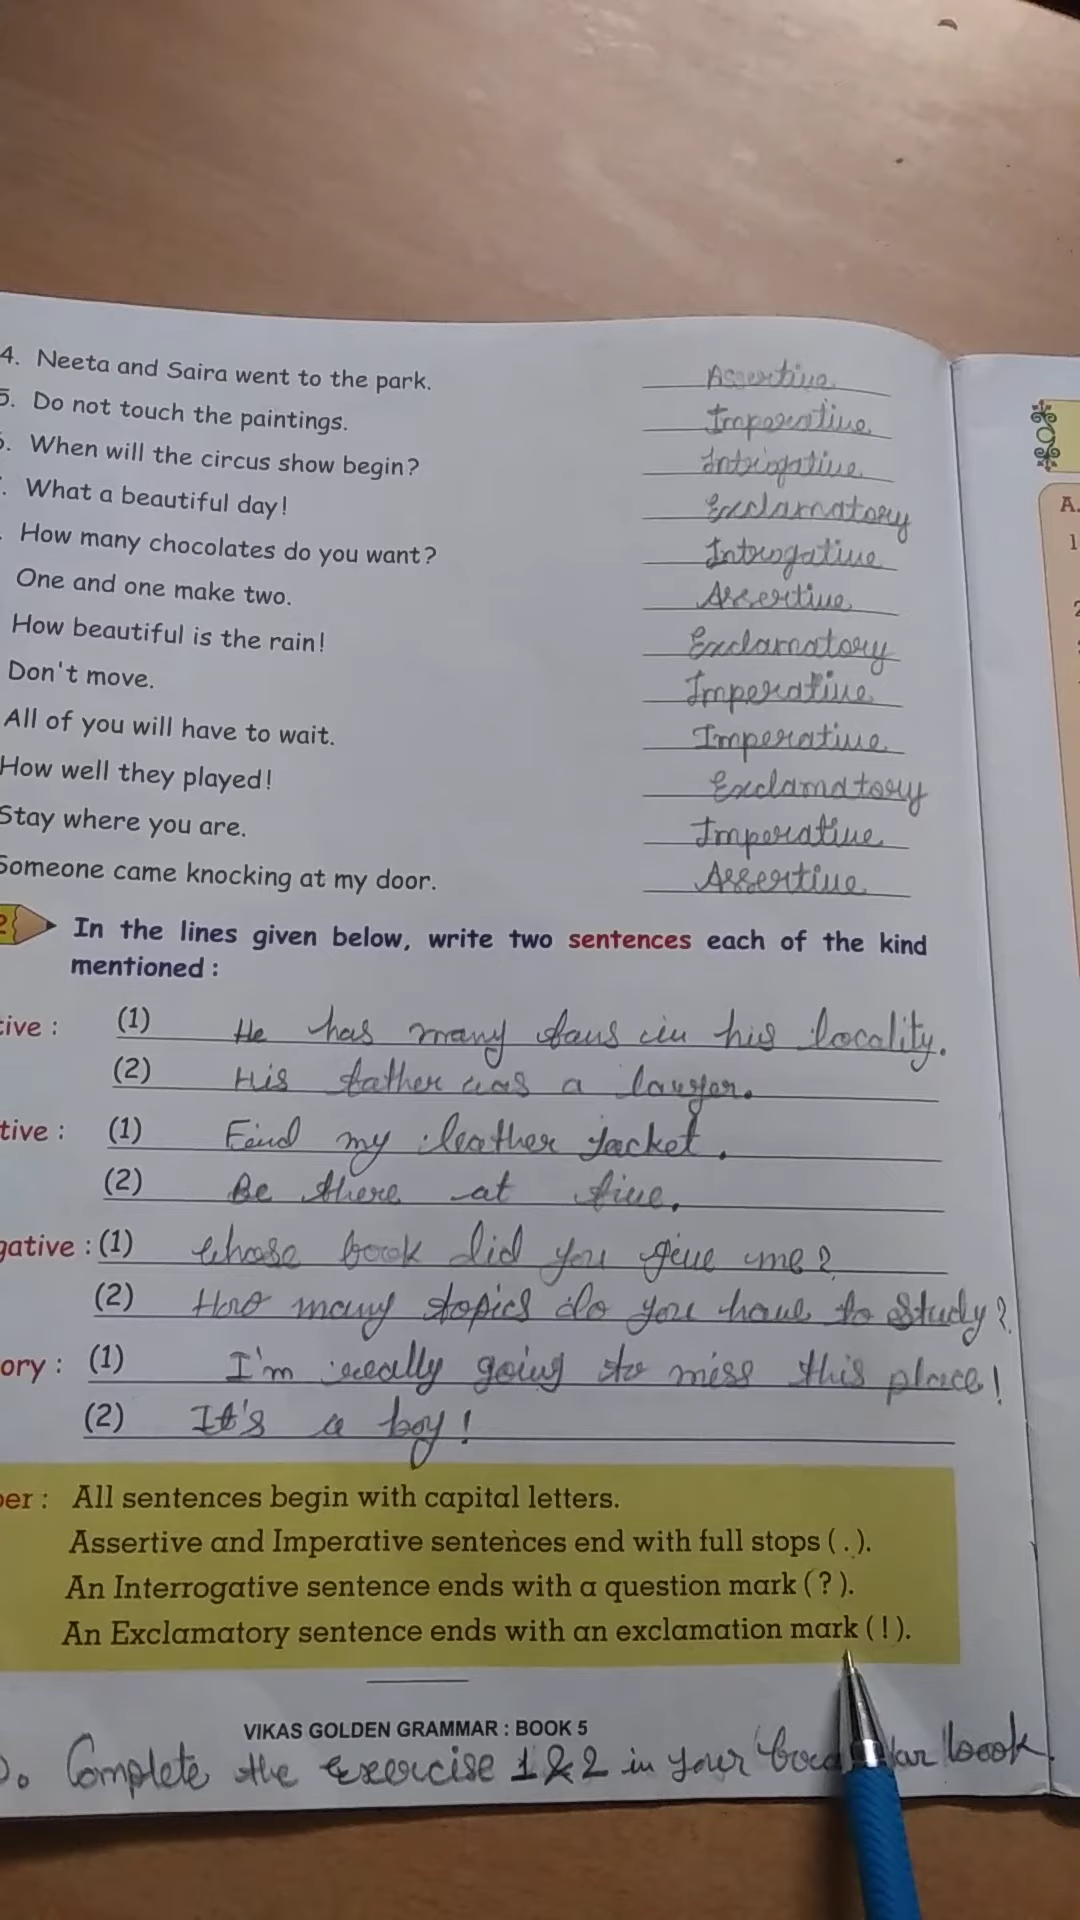 4. Neeta and Saira went to the park. Assertive
5. Do not touch the paintings. Imperative
. When will the circus show begin? Introgative
. What a beautiful day! Exclamatory
How many chocolates do you want? Introgative
One and one make two. Assertive
How beautiful is the rain! Exclamatory
Don't move. Imperative
All of you will have to wait. Imperative
How well they played! Exclamatory
Stay where you are. Imperative
Someone came knocking at my door. Assertive
2 In the lines given below, write two sentences each of the kind
mentioned :
tive : (1) He has many in his locality.
(2) His father was a
tive : (1) Find my leather jacket.
(2) Be there at five.
gative : (1) Whose book did you give me?
(2) How many topics do you have to study?
ory : (1) I'm really going to miss this place!
(2) It's a boy!
ber : All sentences begin with capital letters.
Assertive and Imperative sentences end with full stops ( . ).
An Interrogative sentence ends with a question mark ( ? ).
An Exclamatory sentence ends with an exclamation mark ( ! ).
VIKAS GOLDEN GRAMMAR : BOOK 5
Complete the exercise 1 & 2 in your book.
A.
1
2